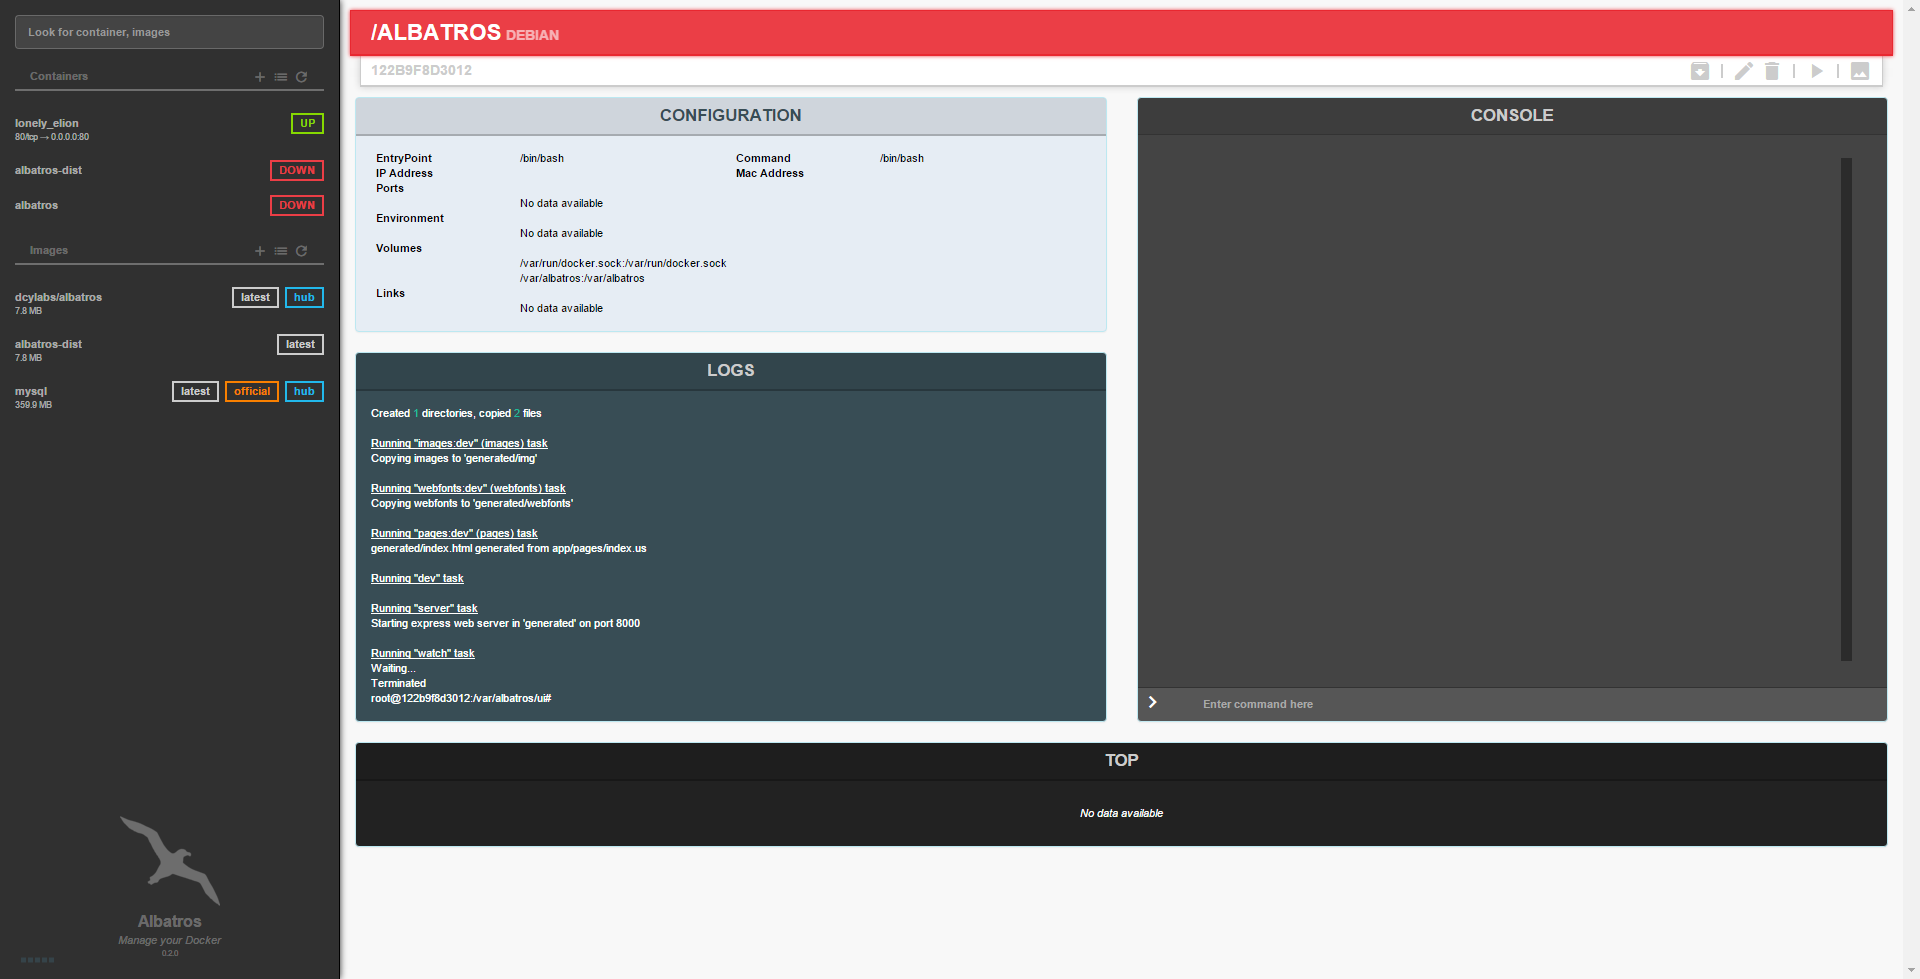 Look for container, images
Containers
lonely_elion UP
80/tcp → 0.0.0.0:80
albatros-dist DOWN
albatros DOWN
Images
dcylabs/albatros latest hub
7.8 MB
albatros-dist latest
7.8 MB
mysql latest official hub
359.9 MB
Albatros
Manage your Docker
0.2.0
/ALBATROS DEBIAN
122B9F8D3012
CONFIGURATION
EntryPoint /bin/bash Command /bin/bash
IP Address Mac Address
Ports
No data available
Environment
No data available
Volumes
/var/run/docker.sock:/var/run/docker.sock
/var/albatros:/var/albatros
Links
No data available
LOGS
Created 1 directories, copied 2 files
Running "images:dev" (images) task
Copying images to 'generated/img'
Running "webfonts:dev" (webfonts) task
Copying webfonts to 'generated/webfonts'
Running "pages:dev" (pages) task
generated/index.html generated from app/pages/index.us
Running "dev" task
Running "server" task
Starting express web server in 'generated' on port 8000
Running "watch" task
Waiting...
Terminated
root@122b9f8d3012:/var/albatros/ui#
CONSOLE
Enter command here
TOP
No data available